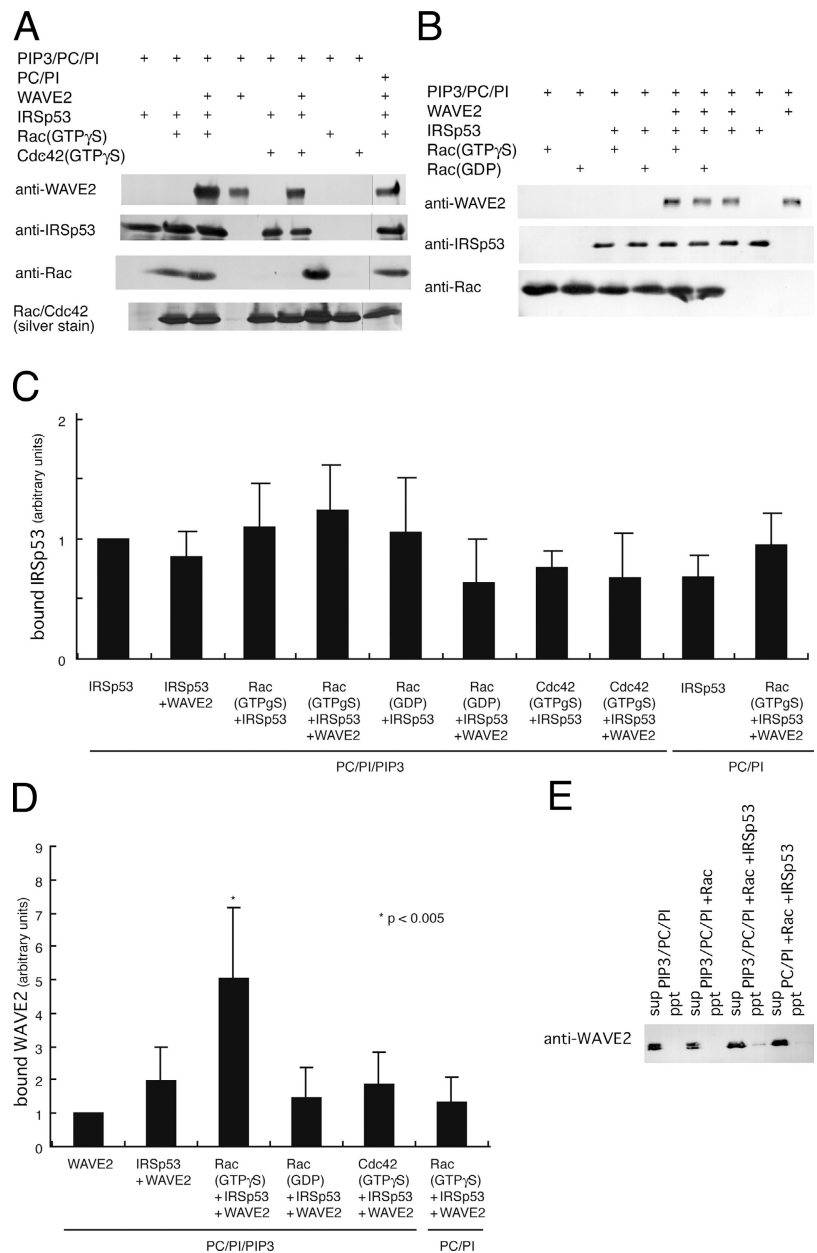 A
PIP3/PC/PI + + + + + + + +
PC/PI +
WAVE2 + + + +
IRSp53 + + + + + +
Rac(GTPγS) + + + +
Cdc42(GTPγS) + + +
anti-WAVE2
anti-IRSp53
anti-Rac
Rac/Cdc42
(silver stain)
B
PIP3/PC/PI + + + + + + + + +
WAVE2 + + + +
IRSp53 + + + + + +
Rac(GTPγS) + + +
Rac(GDP) + + +
anti-WAVE2
anti-IRSp53
anti-Rac
C
bound IRSp53 (arbitrary units)
2
1
0
IRSp53
IRSp53
+WAVE2
Rac
(GTPgS)
+IRSp53
Rac
(GTPgS)
+IRSp53
+WAVE2
Rac
(GDP)
+IRSp53
Rac
(GDP)
+IRSp53
+WAVE2
Cdc42
(GTPgS)
+IRSp53
Cdc42
(GTPgS)
+IRSp53
+WAVE2
IRSp53
Rac
(GTPgS)
+IRSp53
+WAVE2
PC/PI/PIP3
PC/PI
D
bound WAVE2 (arbitrary units)
9
8
7
6
5
4
3
2
1
0
*
* p < 0.005
WAVE2
IRSp53
+WAVE2
Rac
(GTPγS)
+IRSp53
+WAVE2
Rac
(GDP)
+IRSp53
+WAVE2
Cdc42
(GTPγS)
+IRSp53
+WAVE2
Rac
(GTPγS)
+IRSp53
+WAVE2
PC/PI/PIP3
PC/PI
E
PIP3/PC/PI
PIP3/PC/PI +Rac
PIP3/PC/PI +Rac +IRSp53
PC/PI +Rac +IRSp53
sup
ppt
sup
ppt
sup
ppt
sup
ppt
anti-WAVE2